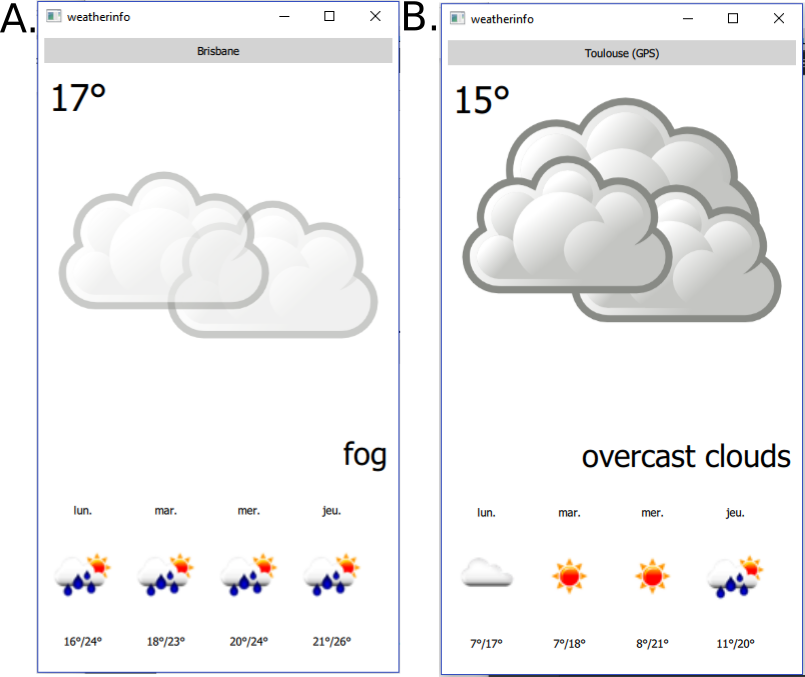 A.
weatherinfo
Brisbane
17°
fog
lun. mar. mer. jeu.
16°/24° 18°/23° 20°/24° 21°/26°
B.
weatherinfo
Toulouse (GPS)
15°
overcast clouds
lun. mar. mer. jeu.
7°/17° 7°/18° 8°/21° 11°/20°